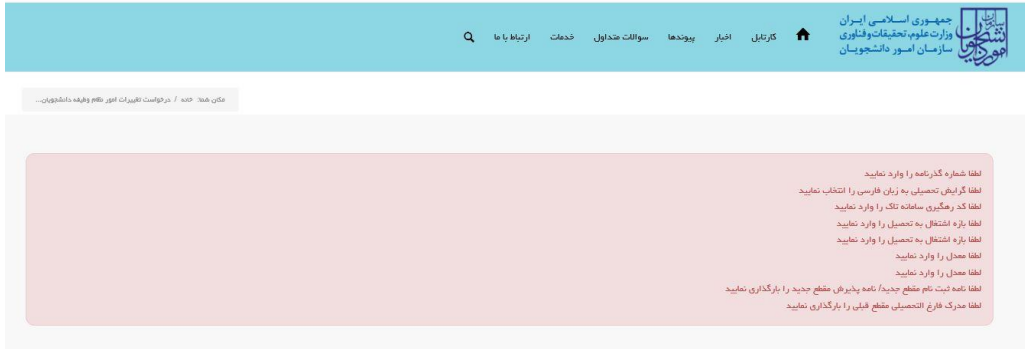 جمهوری اسلامی ایران
وزارت علوم، تحقیقات و فناوری
سازمان امور دانشجویان
کارتابل اخبار پیوندها سوالات متداول خدمات ارتباط با ما
مکان شما: خانه / درخواست تغییرات امور نظام وظیفه دانشجویان...
لطفا شماره گذرنامه را وارد نمایید
لطفا گرایش تحصیلی به زبان فارسی را انتخاب نمایید
لطفا کد رهگیری سامانه تاک را وارد نمایید
لطفا بازه اشتغال به تحصیل را وارد نمایید
لطفا بازه اشتغال به تحصیل را وارد نمایید
لطفا معدل را وارد نمایید
لطفا معدل را وارد نمایید
لطفا نامه ثبت نام مقطع جدید/ نامه پذیرش مقطع جدید را بارگذاری نمایید
لطفا مدرک فارغ التحصیلی مقطع قبلی را بارگذاری نمایید